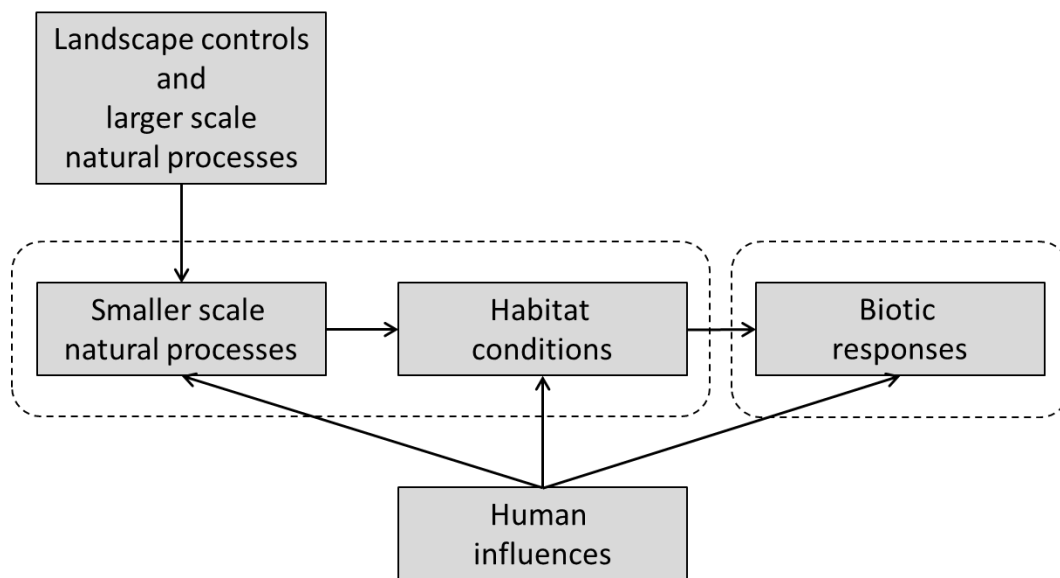 Landscape controls
and
larger scale
natural processes
Smaller scale
natural processes
Habitat
conditions
Biotic
responses
Human
influences